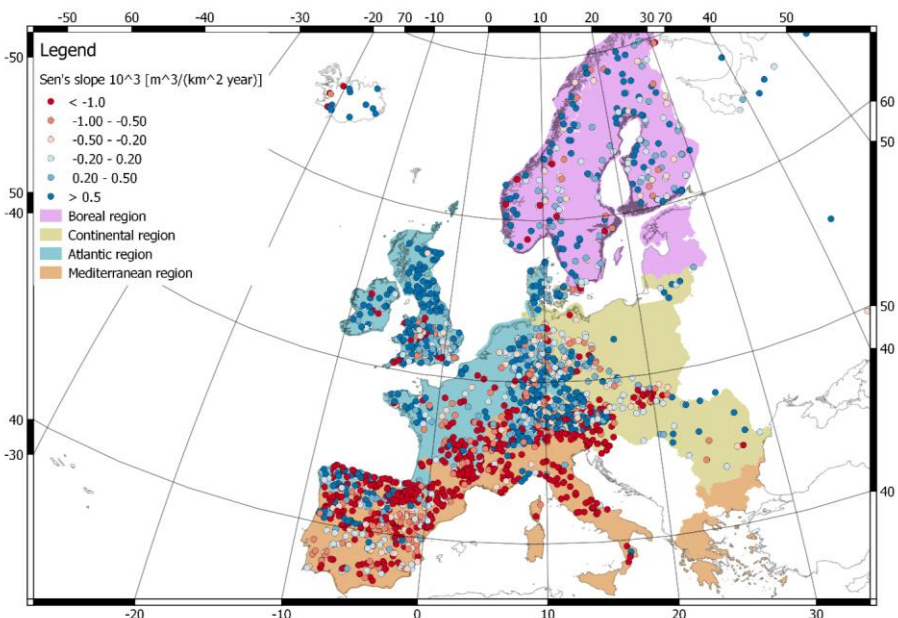 -50 60 -40 -30 -20 70 -10 0 10 20 30 70 40 50
Legend
Sen's slope 10^3 [m^3/(km^2 year)]
< -1.0
-1.00 - -0.50
-0.50 - -0.20
-0.20 - 0.20
0.20 - 0.50
> 0.5
Boreal region
Continental region
Atlantic region
Mediterranean region
-50
50
-40
40
-30
60
50
50
40
40
-20 -10 0 10 20 30